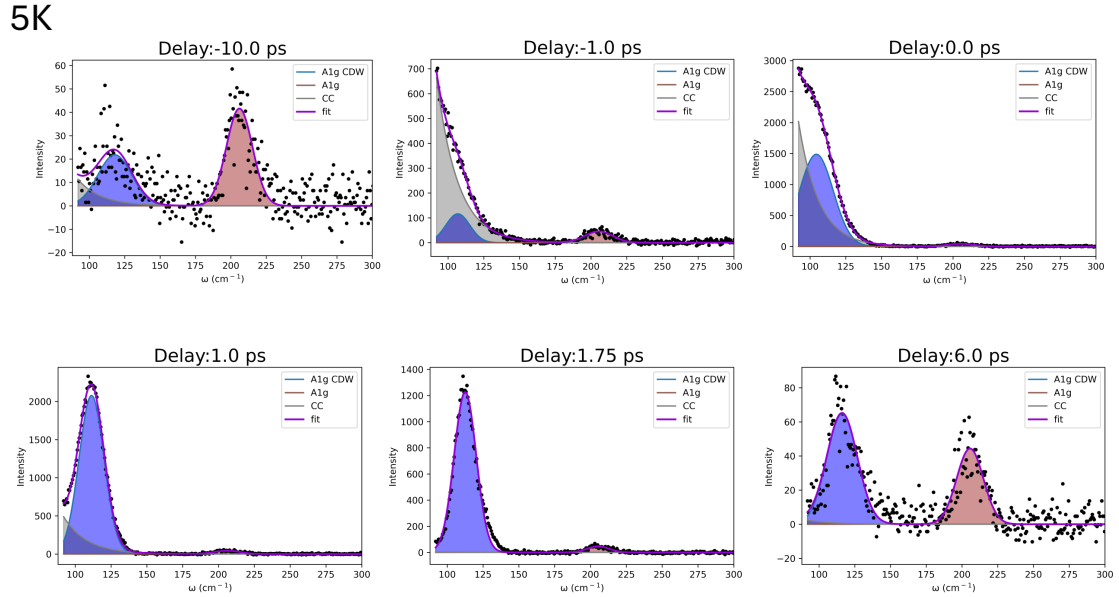 5K
Delay:-10.0 ps
Intensity
60
50
40
30
20
10
0
−10
−20
A1g CDW
A1g
CC
fit
100 125 150 175 200 225 250 275 300
ω (cm⁻¹)
Delay:-1.0 ps
Intensity
700
600
500
400
300
200
100
0
A1g CDW
A1g
CC
fit
100 125 150 175 200 225 250 275 300
ω (cm⁻¹)
Delay:0.0 ps
Intensity
3000
2500
2000
1500
1000
500
0
A1g CDW
A1g
CC
fit
100 125 150 175 200 225 250 275 300
ω (cm⁻¹)
Delay:1.0 ps
Intensity
2000
1500
1000
500
0
A1g CDW
A1g
CC
fit
100 125 150 175 200 225 250 275 300
ω (cm⁻¹)
Delay:1.75 ps
Intensity
1400
1200
1000
800
600
400
200
0
A1g CDW
A1g
CC
fit
100 125 150 175 200 225 250 275 300
ω (cm⁻¹)
Delay:6.0 ps
Intensity
80
60
40
20
0
−20
A1g CDW
A1g
CC
fit
100 125 150 175 200 225 250 275 300
ω (cm⁻¹)